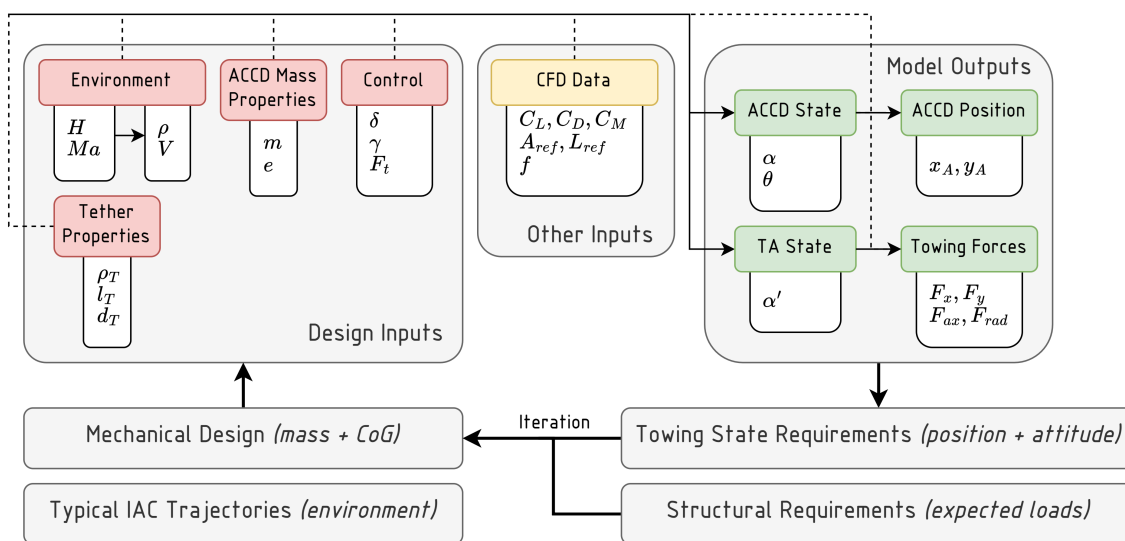 Environment
H
Ma
ρ
V
ACCD Mass
Properties
m
e
Control
δ
γ
F_t
Tether
Properties
ρ_T
l_T
d_T
Design Inputs
CFD Data
C_L, C_D, C_M
A_ref, L_ref
f
Other Inputs
Model Outputs
ACCD State
α
θ
ACCD Position
x_A, y_A
TA State
α′
Towing Forces
F_x, F_y
F_ax, F_rad
Mechanical Design (mass + CoG)
Iteration
Towing State Requirements (position + attitude)
Typical IAC Trajectories (environment)
Structural Requirements (expected loads)